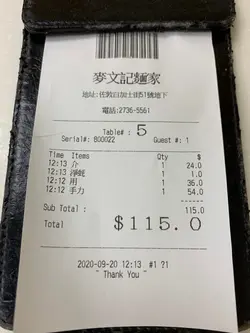 麥文記麵家
地址:佐敦白加士街51號地下
電話:2736-5561
Table# : 5
Serial#: 800022 Guest #: 1
Time Items Qty $
12:13 介 1 24.0
12:13 淨蚝 1 1.0
12:12 用 1 36.0
12:12 手力 1 54.0
Sub Total : 115.0
Total $115.0
2020-09-20 12:13 #1 ?1
~ Thank You ~